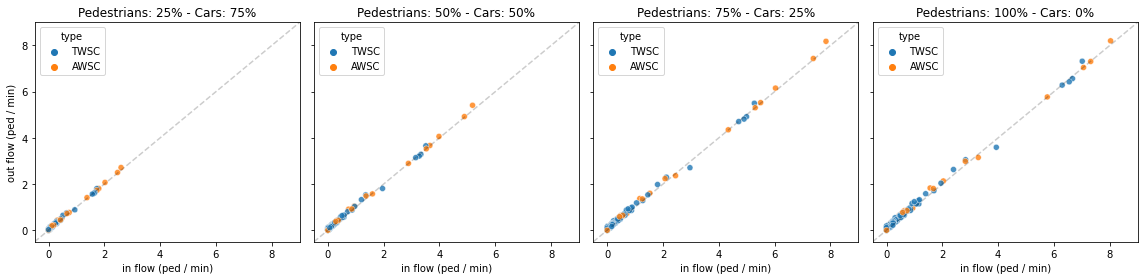 Pedestrians: 25% - Cars: 75%
Pedestrians: 50% - Cars: 50%
Pedestrians: 75% - Cars: 25%
Pedestrians: 100% - Cars: 0%
type
TWSC
AWSC
type
TWSC
AWSC
type
TWSC
AWSC
type
TWSC
AWSC
out flow (ped / min)
8
6
4
2
0
0 2 4 6 8
0 2 4 6 8
0 2 4 6 8
0 2 4 6 8
in flow (ped / min)
in flow (ped / min)
in flow (ped / min)
in flow (ped / min)